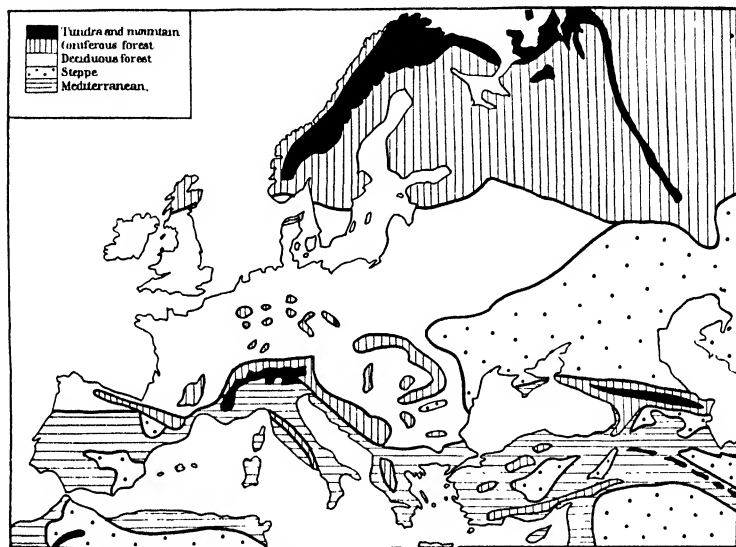 Tundra and mountain
Coniferous forest
Deciduous forest
Steppe
Mediterranean.